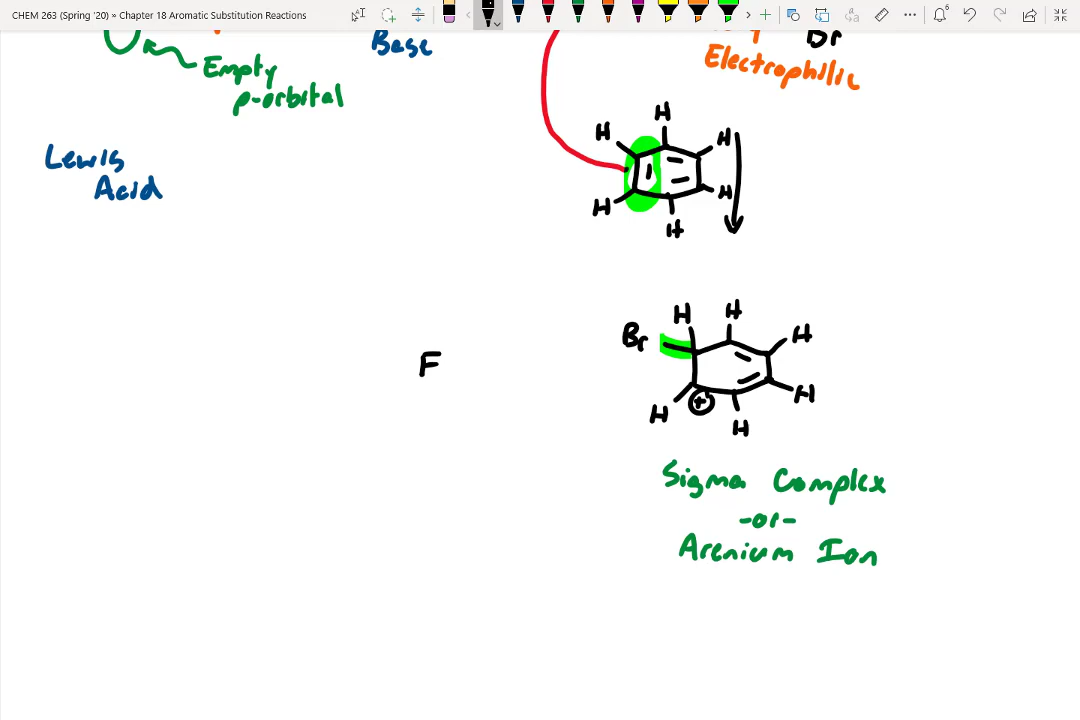 CHEM 263 (Spring '20) » Chapter 18 Aromatic Substitution Reactions
6
Base
Br
Empty
p-orbital
Electrophilic
Lewis
Acid
H
H
H
H
H
H
H
H
Br
H
F
+
H
H
H
Sigma Complex
-or-
Arenium Ion